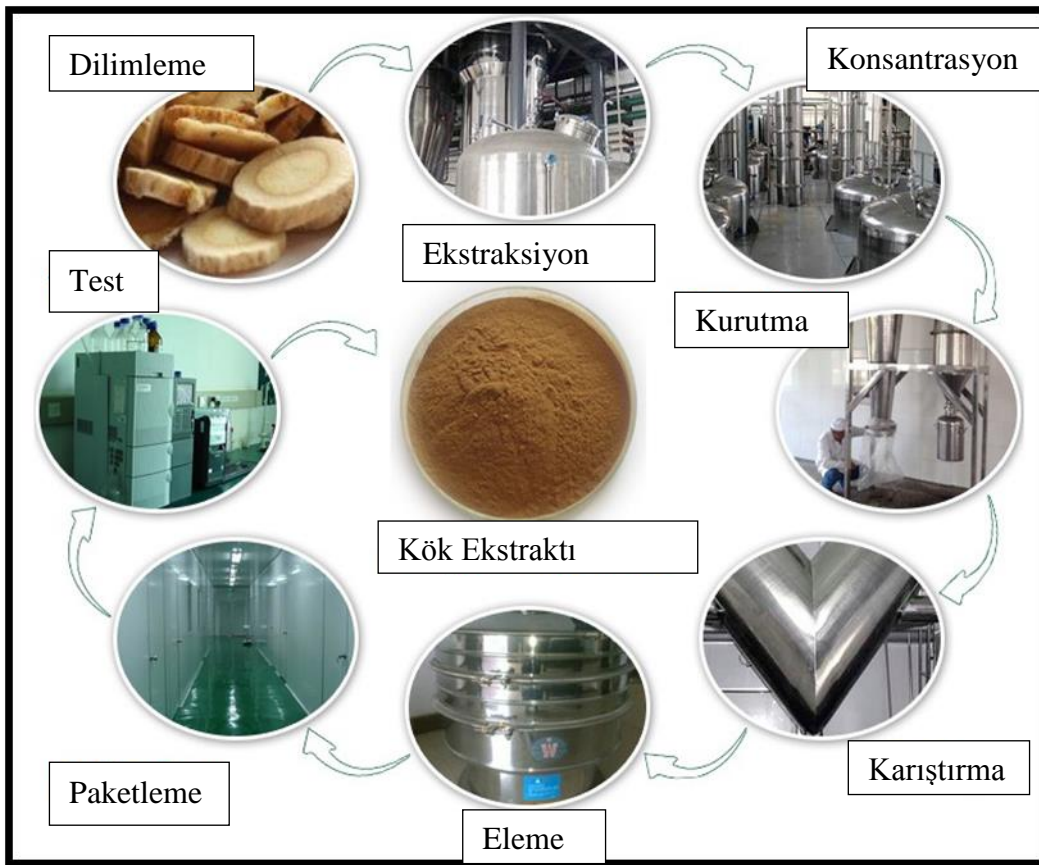 Dilimleme
Ekstraksiyon
Konsantrasyon
Kurutma
Karıştırma
Eleme
Paketleme
Test
Kök Ekstraktı
W